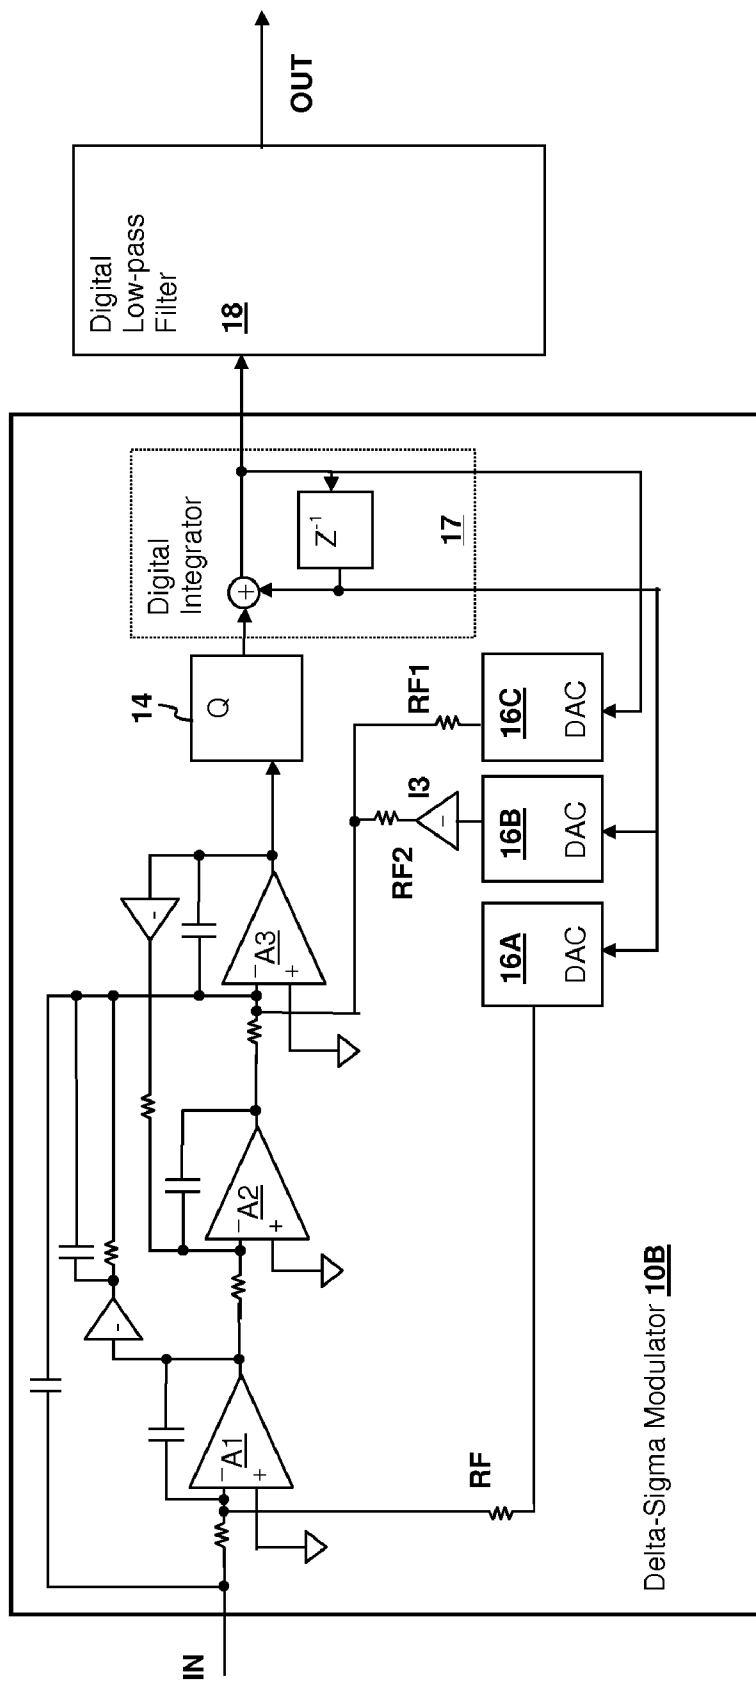 IN
-
A1
+
-
-
A2
+
-
-
A3
+
14
Q
Digital
Integrator
+
Z-1
17
Digital
Low-pass
Filter
18
OUT
RF
RF2
I3
-
RF1
16A
DAC
16B
DAC
16C
DAC
Delta-Sigma Modulator 10B